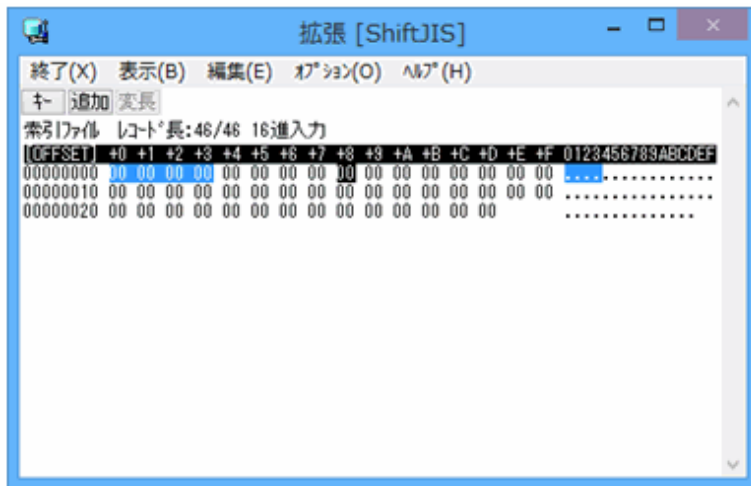 拡張 [ShiftJIS]
終了(X) 表示(B) 編集(E) ｵﾌﾟｼｮﾝ(O) ﾍﾙﾌﾟ(H)
ｷｰ 追加 変長
索引ﾌｧｲﾙ ﾚｺｰﾄﾞ長:46/46 16進入力
[OFFSET] +0 +1 +2 +3 +4 +5 +6 +7 +8 +9 +A +B +C +D +E +F 0123456789ABCDEF
00000000 00 00 00 00 00 00 00 00 00 00 00 00 00 00 00 00 ................
00000010 00 00 00 00 00 00 00 00 00 00 00 00 00 00 00 00 ................
00000020 00 00 00 00 00 00 00 00 00 00 00 00 00 00 ..............